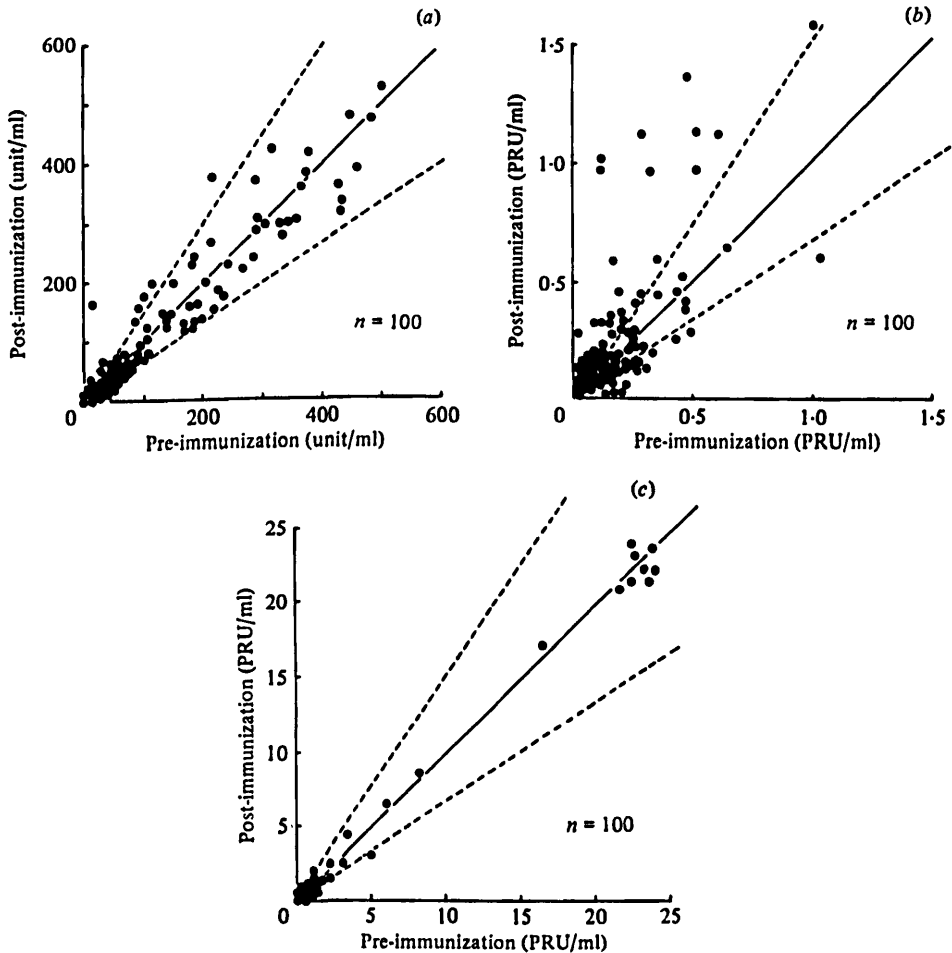 (a)
600
400
200
0
200
400
600
Post-immunization (unit/ml)
Pre-immunization (unit/ml)
n = 100
(b)
1·5
1·0
0·5
0
0·5
1·0
1·5
Post-immunization (PRU/ml)
Pre-immunization (PRU/ml)
n = 100
(c)
25
20
15
10
5
0
5
10
15
20
25
Post-immunization (PRU/ml)
Pre-immunization (PRU/ml)
n = 100